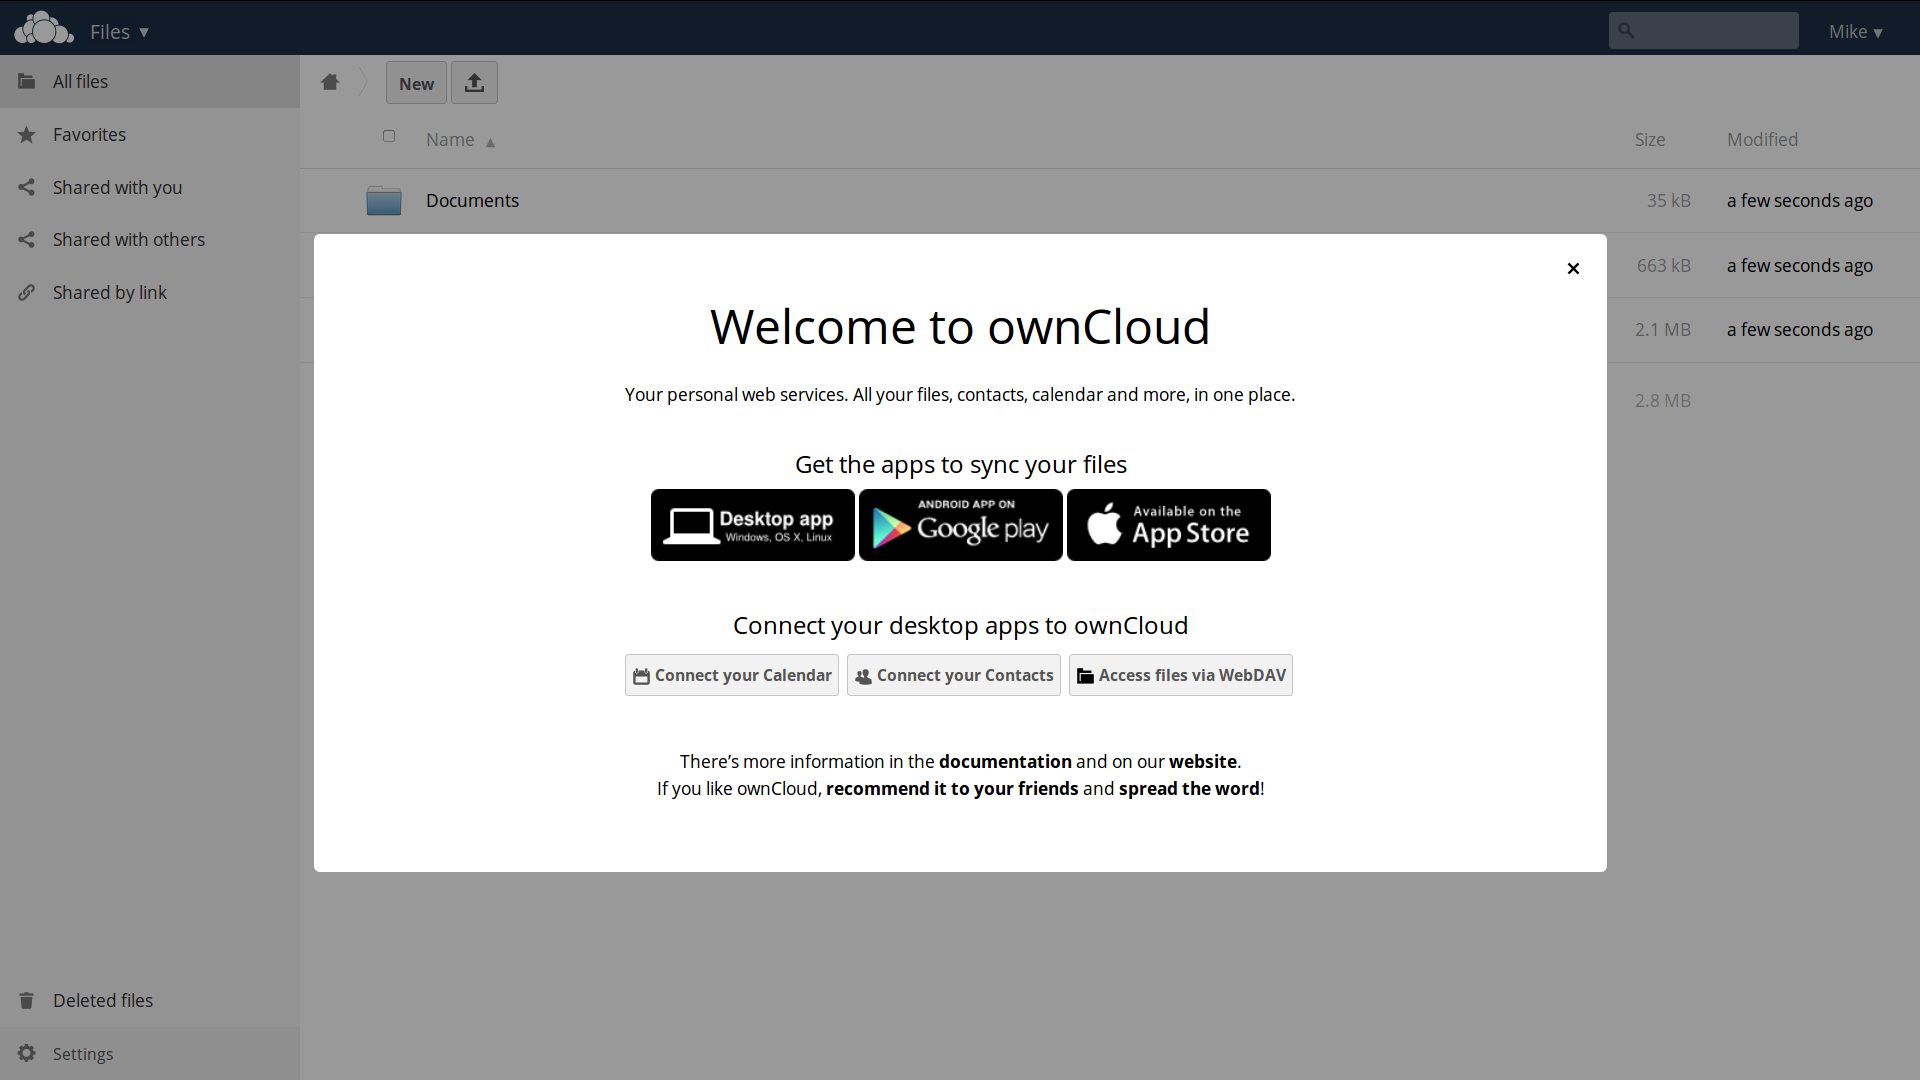 Files ▾
Mike ▾
All files
Favorites
Shared with you
Shared with others
Shared by link
Deleted files
Settings
New
Name ▲ Size Modified
Documents 35 kB a few seconds ago
663 kB a few seconds ago
2.1 MB a few seconds ago
2.8 MB
×
Welcome to ownCloud
Your personal web services. All your files, contacts, calendar and more, in one place.
Get the apps to sync your files
Desktop app
Windows, OS X, Linux
ANDROID APP ON
Google play
Available on the
App Store
Connect your desktop apps to ownCloud
Connect your Calendar
Connect your Contacts
Access files via WebDAV
There’s more information in the documentation and on our website.
If you like ownCloud, recommend it to your friends and spread the word!